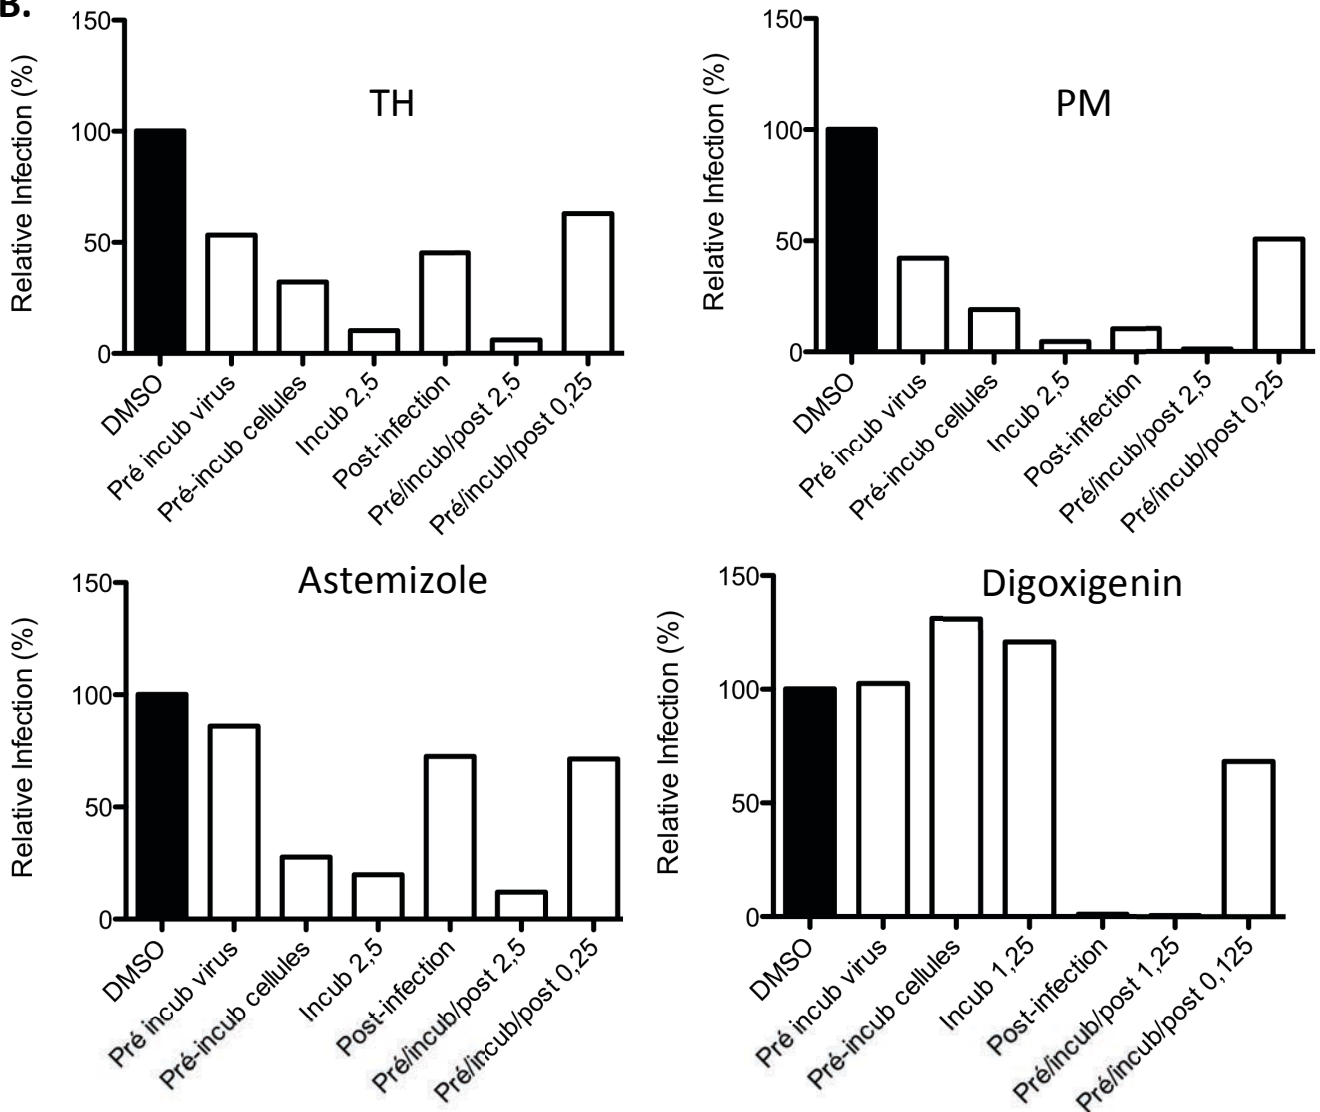 B.
TH
Relative Infection (%)
150
100
50
0
DMSO
Pré incub virus
Pré-incub cellules
Incub 2,5
Post-infection
Pré/incub/post 2,5
Pré/incub/post 0,25
PM
Relative Infection (%)
150
100
50
0
DMSO
Pré incub virus
Pré-incub cellules
Incub 2,5
Post-infection
Pré/incub/post 2,5
Pré/incub/post 0,25
Astemizole
Relative Infection (%)
150
100
50
0
DMSO
Pré incub virus
Pré-incub cellules
Incub 2,5
Post-infection
Pré/incub/post 2,5
Pré/incub/post 0,25
Digoxigenin
Relative Infection (%)
150
100
50
0
DMSO
Pré incub virus
Pré-incub cellules
Incub 1,25
Post-infection
Pré/incub/post 1,25
Pré/incub/post 0,125